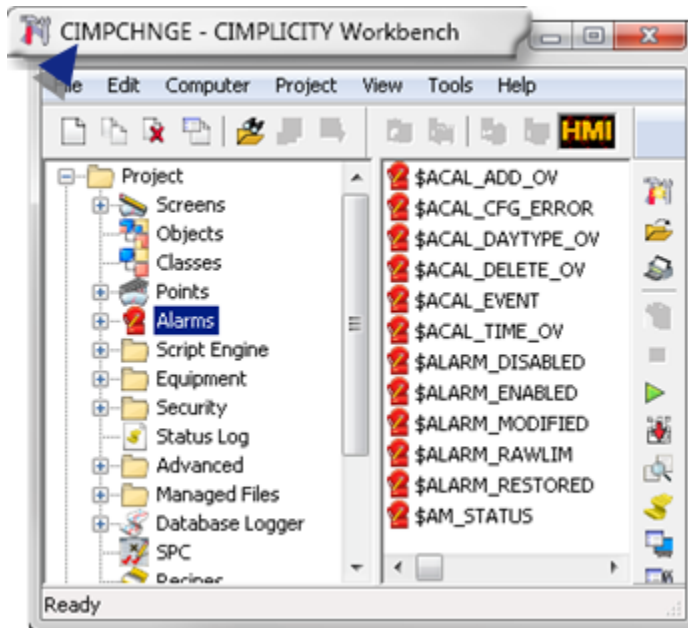 CIMPCHNGE - CIMPLICITY Workbench
File Edit Computer Project View Tools Help
HMI
Project
Screens
Objects
Classes
Points
Alarms
Script Engine
Equipment
Security
Status Log
Advanced
Managed Files
Database Logger
SPC
Recipes
$ACAL_ADD_OV
$ACAL_CFG_ERROR
$ACAL_DAYTYPE_OV
$ACAL_DELETE_OV
$ACAL_EVENT
$ACAL_TIME_OV
$ALARM_DISABLED
$ALARM_ENABLED
$ALARM_MODIFIED
$ALARM_RAWLIM
$ALARM_RESTORED
$AM_STATUS
Ready